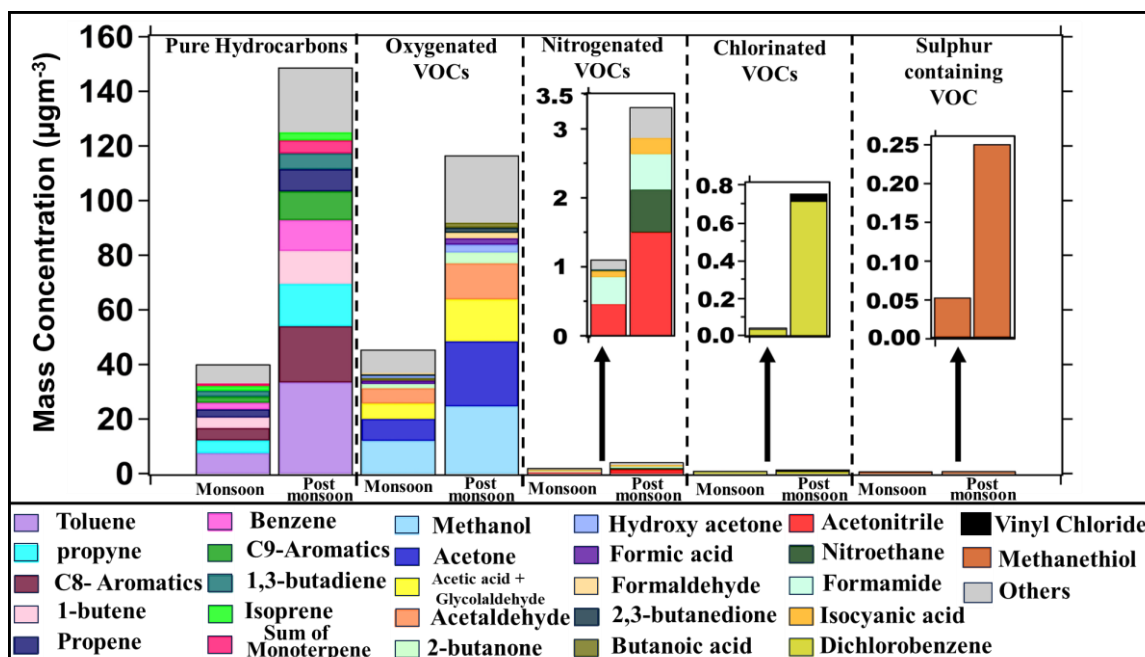 Mass Concentration (µgm⁻³)
160
140
120
100
80
60
40
20
0
Pure Hydrocarbons
Oxygenated
VOCs
Nitrogenated
VOCs
Chlorinated
VOCs
Sulphur
containing
VOC
3.5
3
2
1
0
0.8
0.6
0.4
0.2
0.0
0.25
0.20
0.15
0.10
0.05
0.00
Monsoon
Post
monsoon
Monsoon
Post
monsoon
Monsoon
Post
monsoon
Monsoon
Post
monsoon
Monsoon
Post
monsoon
Toluene
propyne
C8- Aromatics
1-butene
Propene
Benzene
C9-Aromatics
1,3-butadiene
Isoprene
Sum of
Monoterpene
Methanol
Acetone
Acetic acid +
Glycolaldehyde
Acetaldehyde
2-butanone
Hydroxy acetone
Formic acid
Formaldehyde
2,3-butanedione
Butanoic acid
Acetonitrile
Nitroethane
Formamide
Isocyanic acid
Dichlorobenzene
Vinyl Chloride
Methanethiol
Others